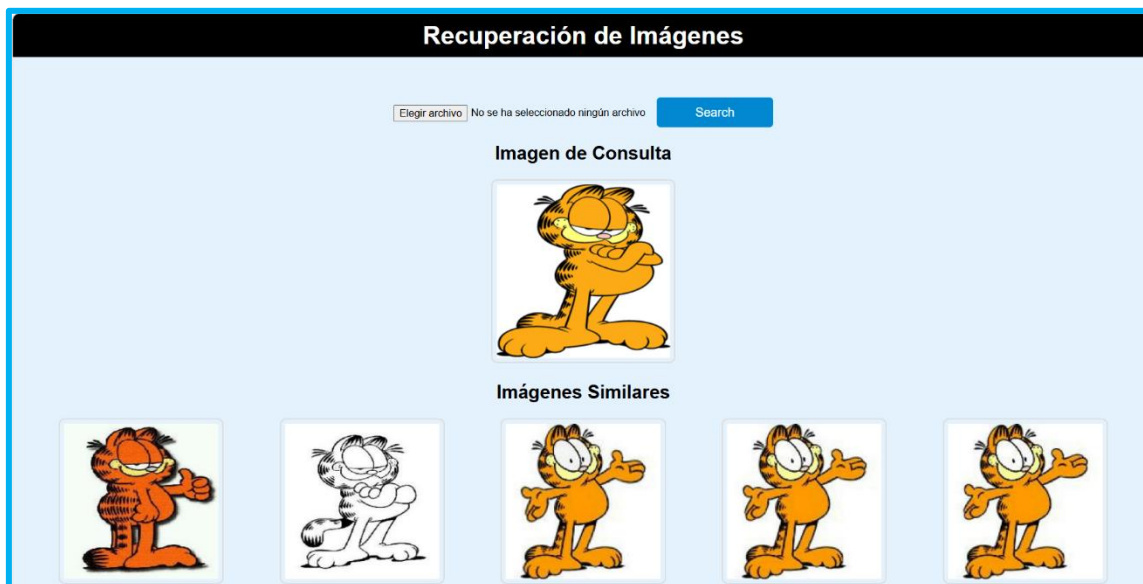 Recuperación de Imágenes
Elegir archivo No se ha seleccionado ningún archivo Search
Imagen de Consulta
Imágenes Similares